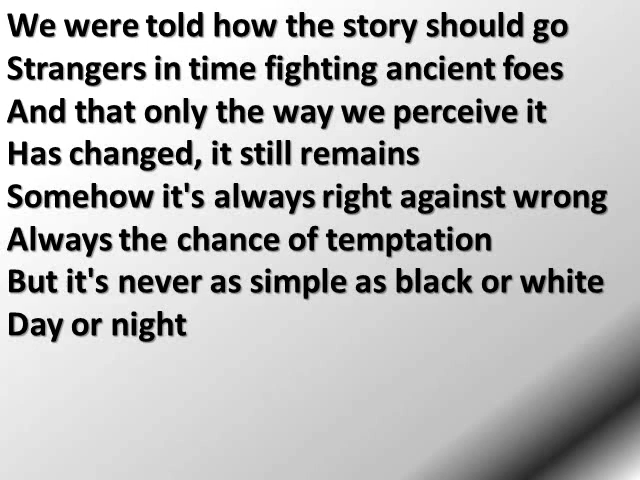 We were told how the story should go
Strangers in time fighting ancient foes
And that only the way we perceive it
Has changed, it still remains
Somehow it's always right against wrong
Always the chance of temptation
But it's never as simple as black or white
Day or night